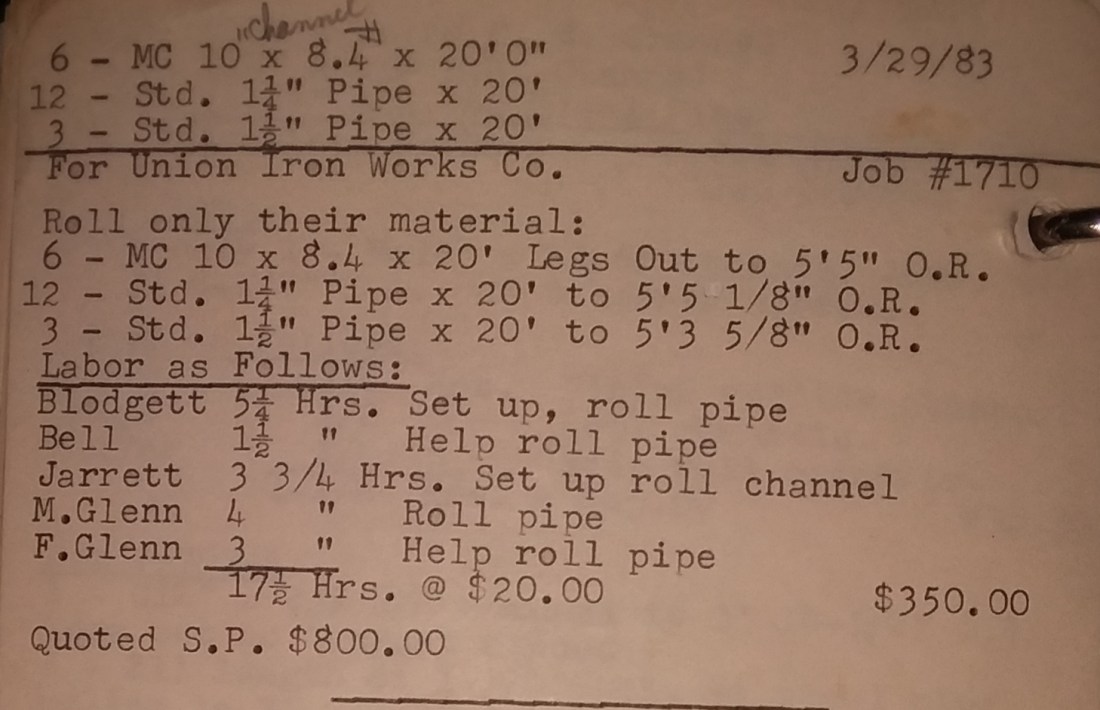 "channel
6 - MC 10 x 8.4# x 20'0" 3/29/83
12 - Std. 1¼" Pipe x 20'
3 - Std. 1½" Pipe x 20'
For Union Iron Works Co. Job #1710
Roll only their material:
6 - MC 10 x 8.4 x 20' Legs Out to 5'5" O.R.
12 - Std. 1¼" Pipe x 20' to 5'5 1/8" O.R.
3 - Std. 1½" Pipe x 20' to 5'3 5/8" O.R.
Labor as Follows:
Blodgett 5¼ Hrs. Set up, roll pipe
Bell 1½ " Help roll pipe
Jarrett 3 3/4 Hrs. Set up roll channel
M.Glenn 4 " Roll pipe
F.Glenn 3 " Help roll pipe
17½ Hrs. @ $20.00 $350.00
Quoted S.P. $800.00